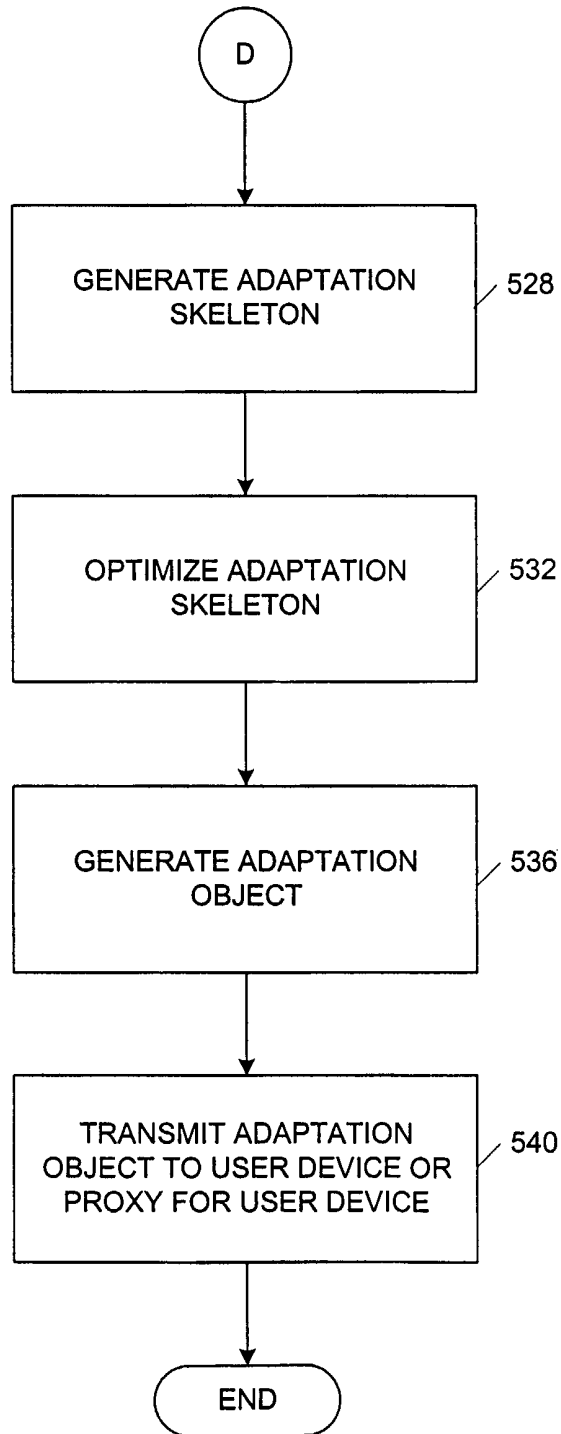 D
GENERATE ADAPTATION
SKELETON
528
OPTIMIZE ADAPTATION
SKELETON
532
GENERATE ADAPTATION
OBJECT
536
TRANSMIT ADAPTATION
OBJECT TO USER DEVICE OR
PROXY FOR USER DEVICE
540
END